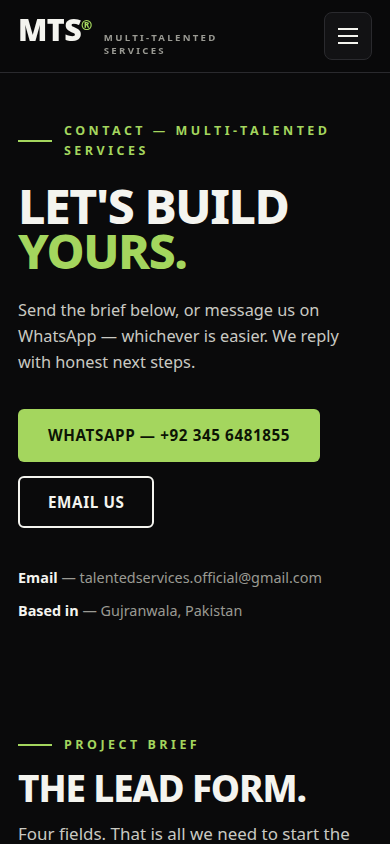 MTS® MULTI-TALENTED
SERVICES
CONTACT — MULTI-TALENTED
SERVICES
LET'S BUILD
YOURS.
Send the brief below, or message us on
WhatsApp — whichever is easier. We reply
with honest next steps.
WHATSAPP — +92 345 6481855
EMAIL US
Email — talentedservices.official@gmail.com
Based in — Gujranwala, Pakistan
PROJECT BRIEF
THE LEAD FORM.
Four fields. That is all we need to start the